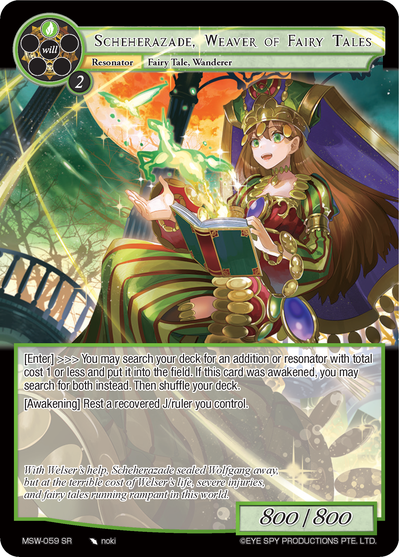 will
Scheherazade, Weaver of Fairy Tales
Resonator Fairy Tale, Wanderer
2
[Enter] >>> You may search your deck for an addition or resonator with total
cost 1 or less and put it into the field. If this card was awakened, you may
search for both instead. Then shuffle your deck.
[Awakening] Rest a recovered J/ruler you control.
With Welser's help, Scheherazade sealed Wolfgang away,
but at the terrible cost of Welser's life, severe injuries,
and fairy tales running rampant in this world.
800 / 800
MSW-059 SR noki ©EYE SPY PRODUCTIONS PTE. LTD.